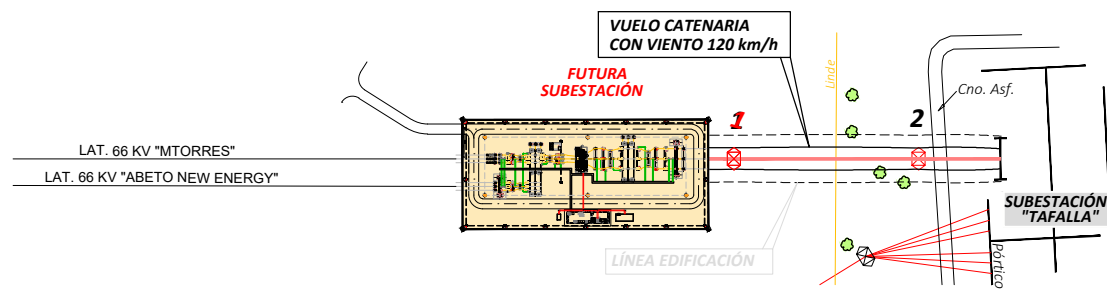 VUELO CATENARIA
CON VIENTO 120 km/h
FUTURA
SUBESTACIÓN
Linde
Cno. Asf.
1
2
LAT. 66 KV "MTORRES"
LAT. 66 KV "ABETO NEW ENERGY"
SUBESTACIÓN
"TAFALLA"
LÍNEA EDIFICACIÓN
Pórtico